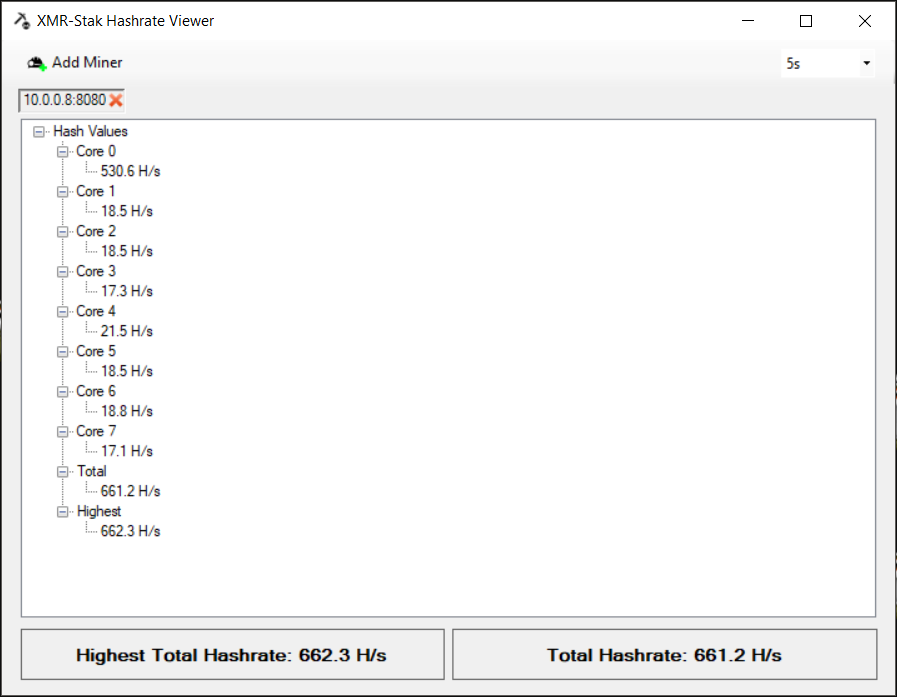 XMR-Stak Hashrate Viewer
Add Miner
5s
10.0.0.8:8080
Hash Values
Core 0
530.6 H/s
Core 1
18.5 H/s
Core 2
18.5 H/s
Core 3
17.3 H/s
Core 4
21.5 H/s
Core 5
18.5 H/s
Core 6
18.8 H/s
Core 7
17.1 H/s
Total
661.2 H/s
Highest
662.3 H/s
Highest Total Hashrate: 662.3 H/s
Total Hashrate: 661.2 H/s